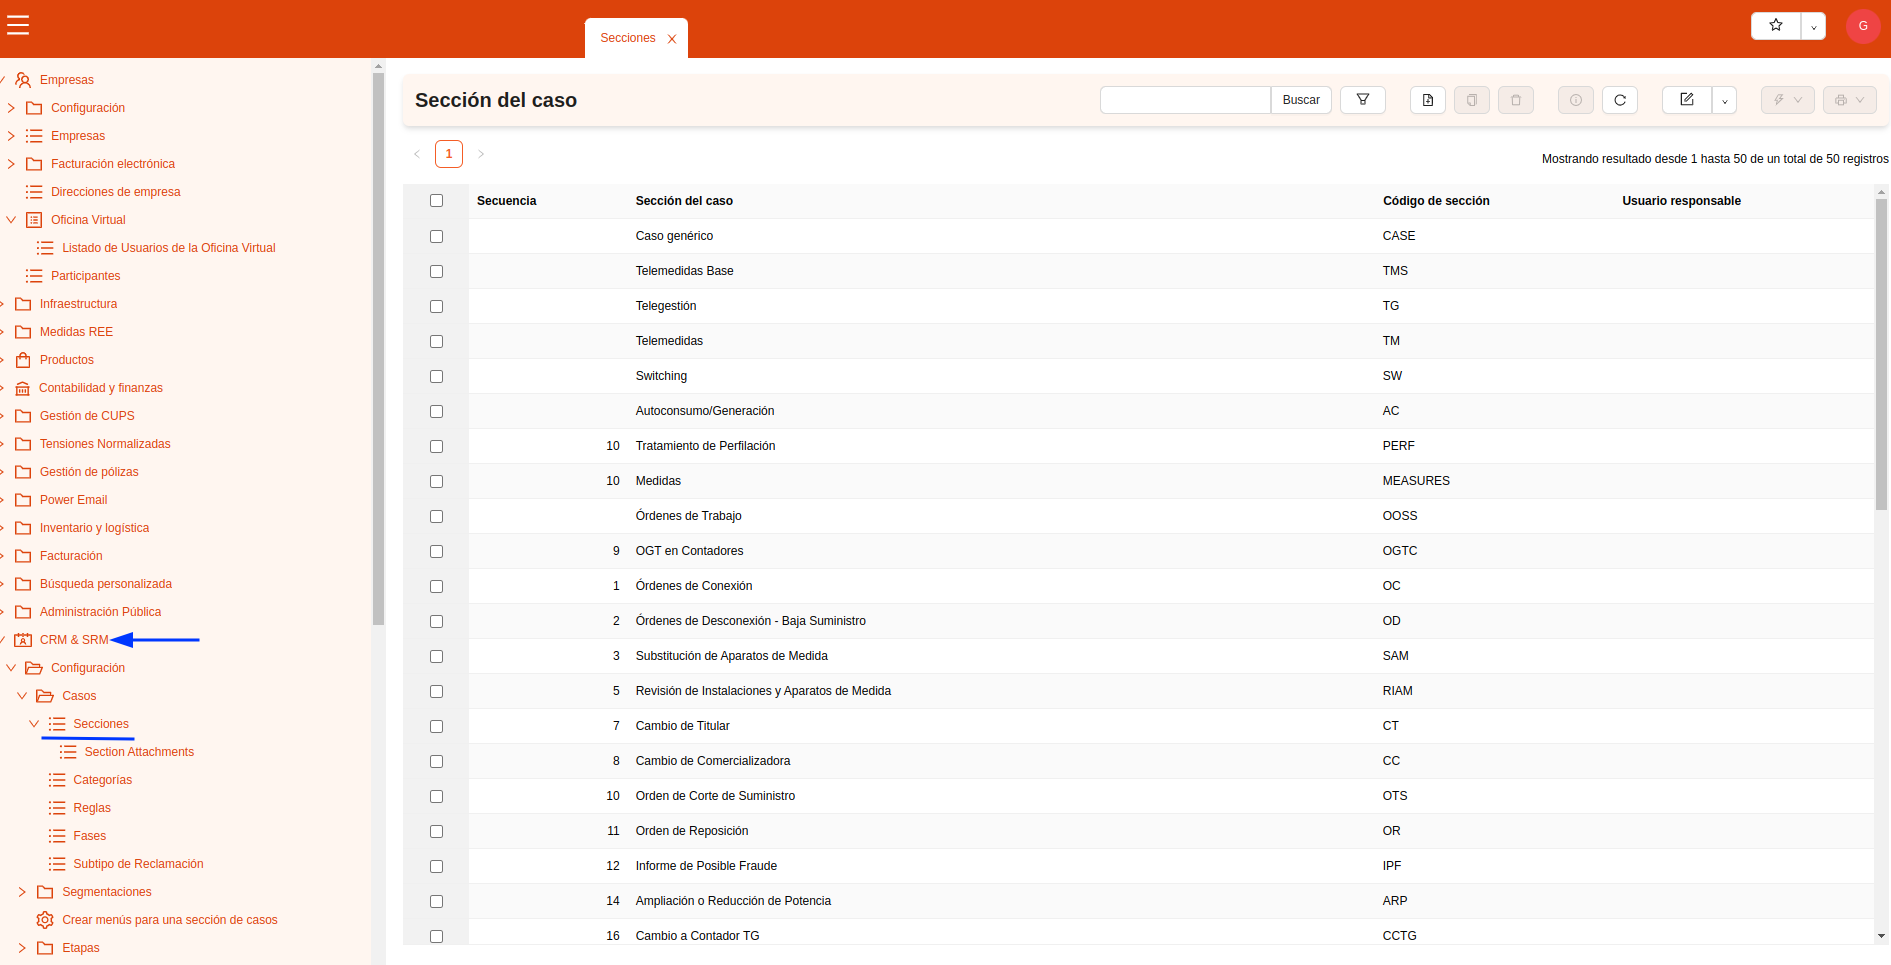 Secciones
G
Empresas
Configuración
Empresas
Facturación electrónica
Direcciones de empresa
Oficina Virtual
Listado de Usuarios de la Oficina Virtual
Participantes
Infraestructura
Medidas REE
Productos
Contabilidad y finanzas
Gestión de CUPS
Tensiones Normalizadas
Gestión de pólizas
Power Email
Inventario y logística
Facturación
Búsqueda personalizada
Administración Pública
CRM & SRM
Configuración
Casos
Secciones
Section Attachments
Categorías
Reglas
Fases
Subtipo de Reclamación
Segmentaciones
Crear menús para una sección de casos
Etapas
Sección del caso
Buscar
1
Mostrando resultado desde 1 hasta 50 de un total de 50 registros
Secuencia Sección del caso Código de sección Usuario responsable
Caso genérico CASE
Telemedidas Base TMS
Telegestión TG
Telemedidas TM
Switching SW
Autoconsumo/Generación AC
10 Tratamiento de Perfilación PERF
10 Medidas MEASURES
Órdenes de Trabajo OOSS
9 OGT en Contadores OGTC
1 Órdenes de Conexión OC
2 Órdenes de Desconexión - Baja Suministro OD
3 Substitución de Aparatos de Medida SAM
5 Revisión de Instalaciones y Aparatos de Medida RIAM
7 Cambio de Titular CT
8 Cambio de Comercializadora CC
10 Orden de Corte de Suministro OTS
11 Orden de Reposición OR
12 Informe de Posible Fraude IPF
14 Ampliación o Reducción de Potencia ARP
16 Cambio a Contador TG CCTG